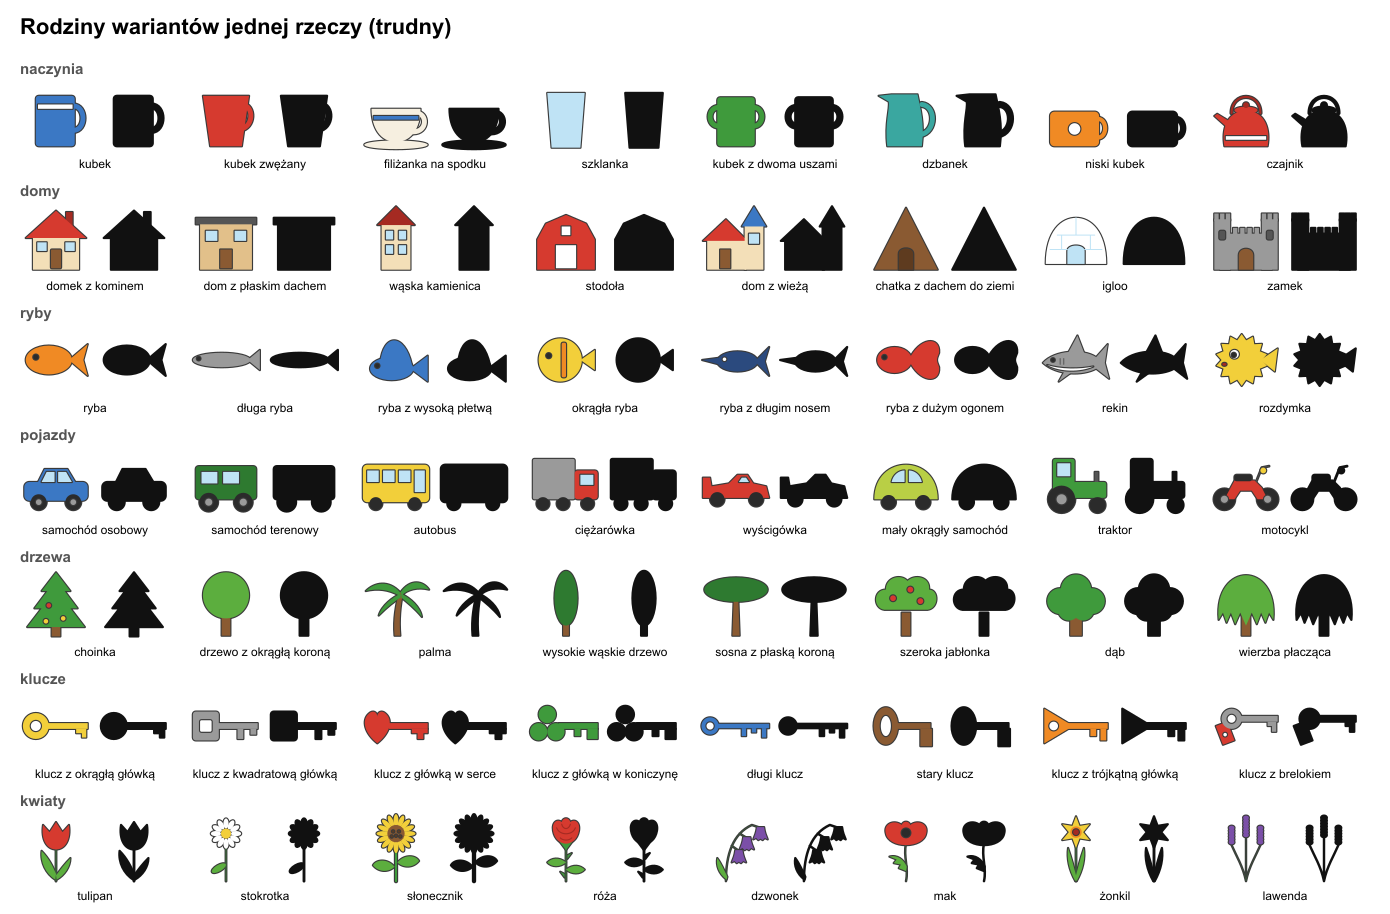 Rodziny wariantów jednej rzeczy (trudny)
naczynia
kubek
kubek zwężany
filiżanka na spodku
szklanka
kubek z dwoma uszami
dzbanek
niski kubek
czajnik
domy
domek z kominem
dom z płaskim dachem
wąska kamienica
stodoła
dom z wieżą
chatka z dachem do ziemi
igloo
zamek
ryby
ryba
długa ryba
ryba z wysoką płetwą
okrągła ryba
ryba z długim nosem
ryba z dużym ogonem
rekin
rozdymka
pojazdy
samochód osobowy
samochód terenowy
autobus
ciężarówka
wyścigówka
mały okrągły samochód
traktor
motocykl
drzewa
choinka
drzewo z okrągłą koroną
palma
wysokie wąskie drzewo
sosna z płaską koroną
szeroka jabłonka
dąb
wierzba płacząca
klucze
klucz z okrągłą główką
klucz z kwadratową główką
klucz z główką w serce
klucz z główką w koniczynę
długi klucz
stary klucz
klucz z trójkątną główką
klucz z brelokiem
kwiaty
tulipan
stokrotka
słonecznik
róża
dzwonek
mak
żonkil
lawenda